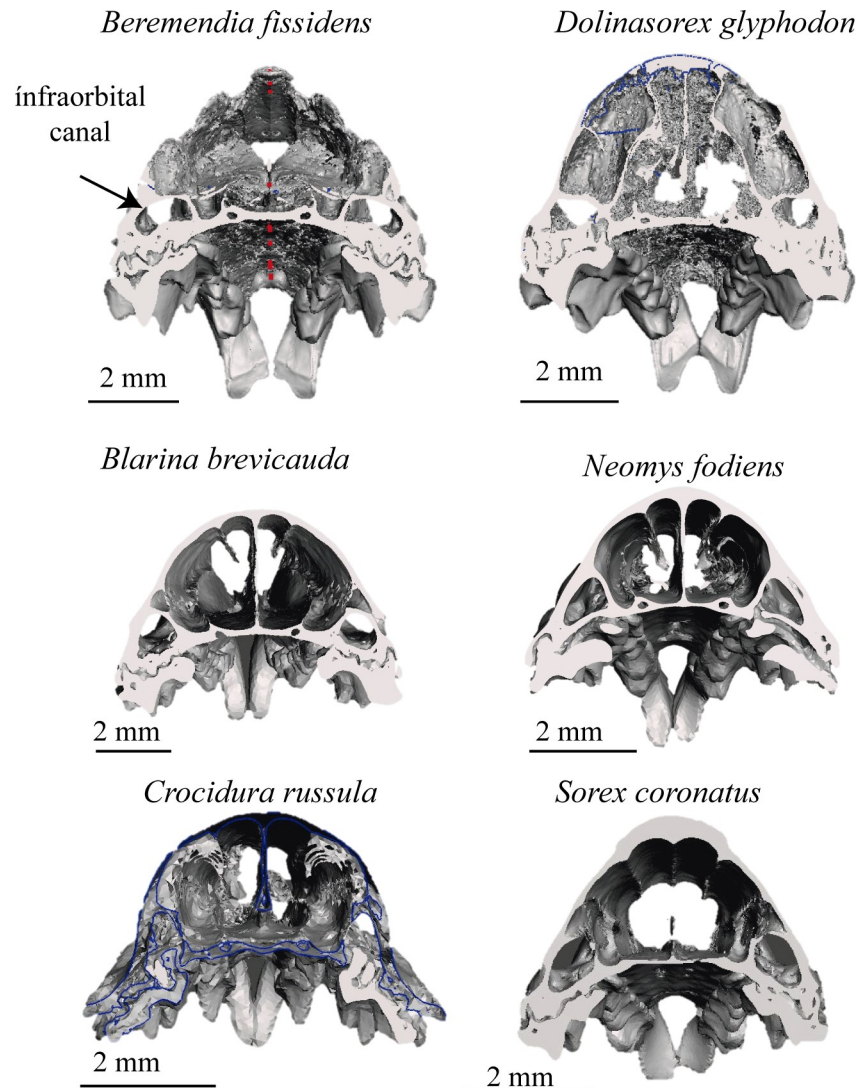 Beremendia fissidens
Dolinasorex glyphodon
infraorbital
canal
2 mm
2 mm
Blarina brevicauda
Neomys fodiens
2 mm
2 mm
Crocidura russula
Sorex coronatus
2 mm
2 mm